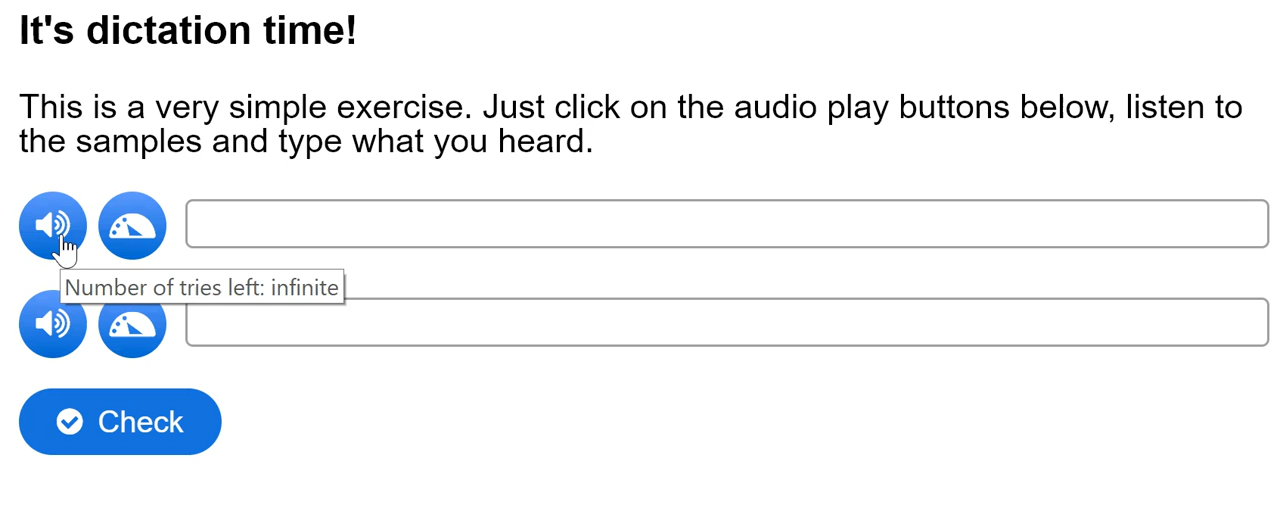 It's dictation time!
This is a very simple exercise. Just click on the audio play buttons below, listen to
the samples and type what you heard.
Number of tries left: infinite
Check